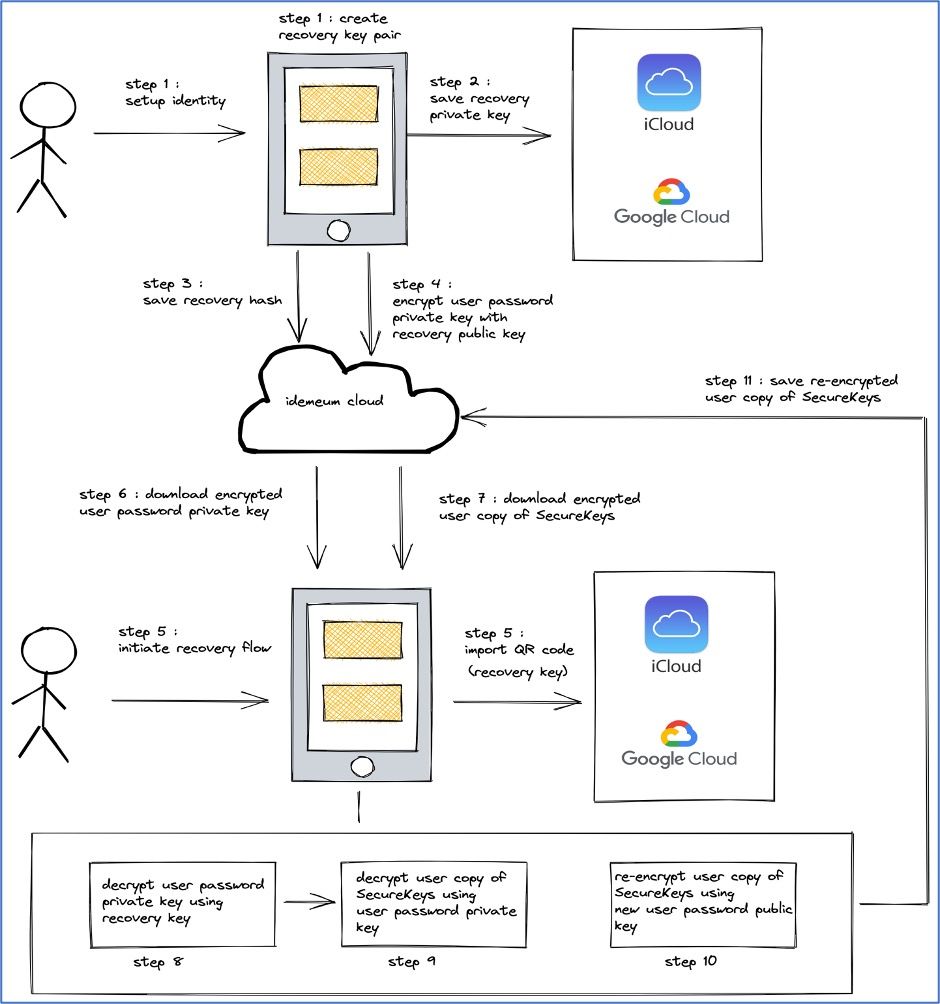 step 1 : create
recovery key pair
step 1 :
setup identity
step 2 :
save recovery
private key
iCloud
Google Cloud
step 3 :
save recovery hash
step 4 :
encrypt user password
private key with
recovery public key
idemeum cloud
step 11 : save re-encrypted
user copy of SecureKeys
step 6 : download encrypted
user password private key
step 7 : download encrypted
user copy of SecureKeys
step 5 :
initiate recovery flow
step 5 :
import QR code
(recovery key)
iCloud
Google Cloud
decrypt user password
private key using
recovery key
step 8
decrypt user copy of
SecureKeys using
user password private
key
step 9
re-encrypt user copy of
SecureKeys using
new user password public
key
step 10